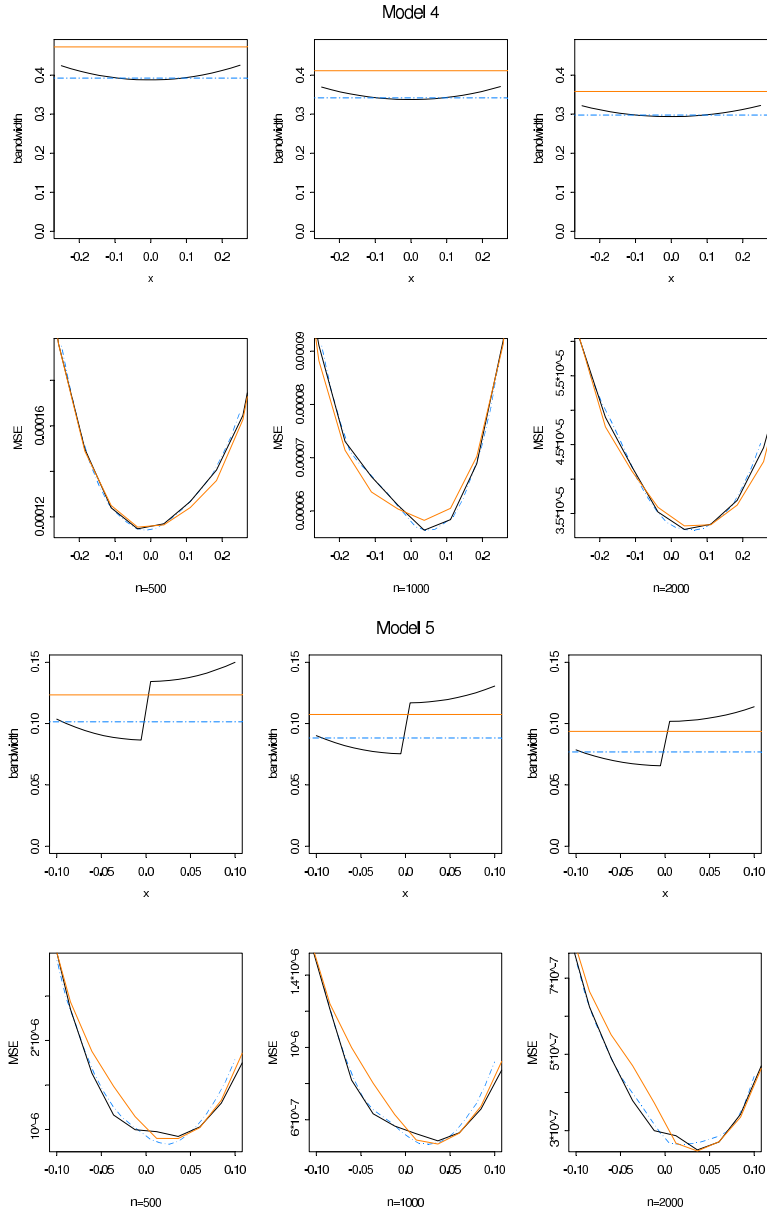 Model 4
bandwidth
0.0 0.1 0.2 0.3 0.4
-0.2 -0.1 0.0 0.1 0.2
x
bandwidth
0.0 0.1 0.2 0.3 0.4
-0.2 -0.1 0.0 0.1 0.2
x
bandwidth
0.0 0.1 0.2 0.3 0.4
-0.2 -0.1 0.0 0.1 0.2
x
MSE
0.00012 0.00016
-0.2 -0.1 0.0 0.1 0.2
n=500
MSE
0.00006 0.00007 0.00008 0.00009
-0.2 -0.1 0.0 0.1 0.2
n=1000
MSE
3.5*10^-5 4.5*10^-5 5.5*10^-5
-0.2 -0.1 0.0 0.1 0.2
n=2000
Model 5
bandwidth
0.0 0.05 0.10 0.15
-0.10 -0.05 0.0 0.05 0.10
x
bandwidth
0.0 0.05 0.10 0.15
-0.10 -0.05 0.0 0.05 0.10
x
bandwidth
0.0 0.05 0.10 0.15
-0.10 -0.05 0.0 0.05 0.10
x
MSE
10^-6 2*10^-6
-0.10 -0.05 0.0 0.05 0.10
n=500
MSE
6*10^-7 10^-6 1.4*10^-6
-0.10 -0.05 0.0 0.05 0.10
n=1000
MSE
3*10^-7 5*10^-7 7*10^-7
-0.10 -0.05 0.0 0.05 0.10
n=2000